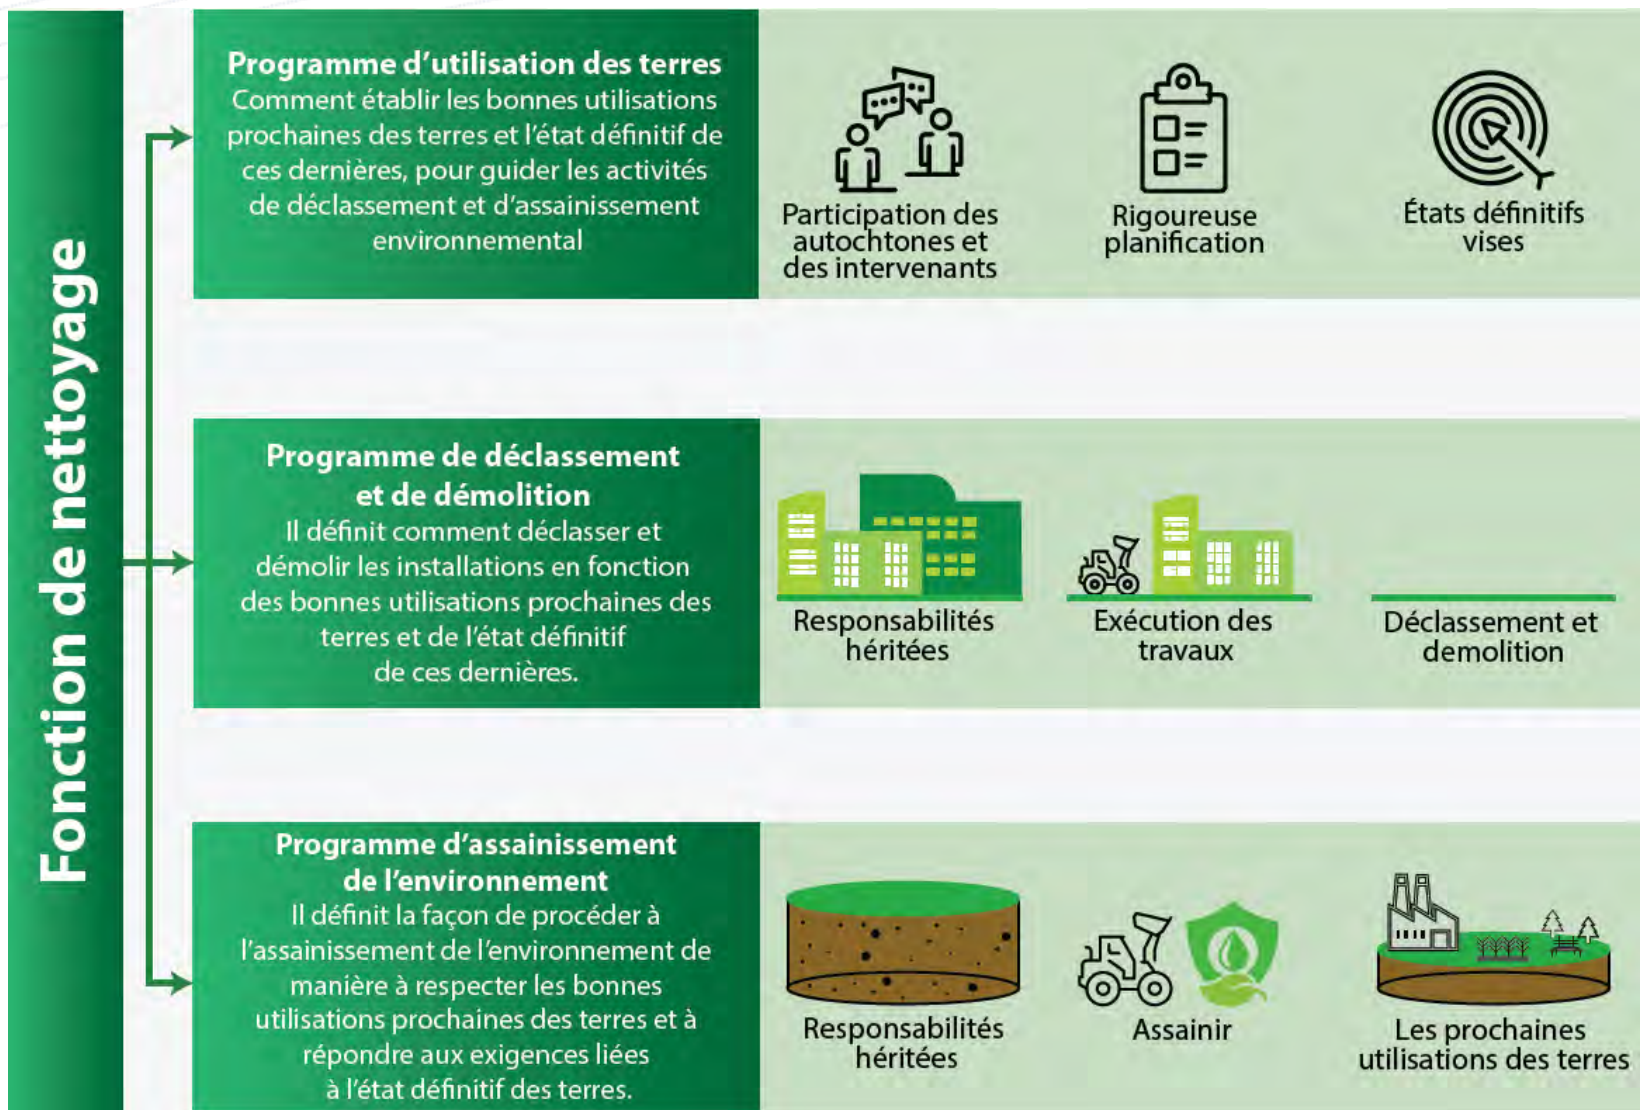 Fonction de nettoyage
Programme d'utilisation des terres
Comment établir les bonnes utilisations
prochaines des terres et l'état définitif de
ces dernières, pour guider les activités
de déclassement et d'assainissement
environnemental
Participation des
autochtones et
des intervenants
Rigoureuse
planification
États définitifs
vises
Programme de déclassement
et de démolition
Il définit comment déclasser et
démolir les installations en fonction
des bonnes utilisations prochaines des
terres et de l'état définitif
de ces dernières.
Responsabilités
héritées
Exécution des
travaux
Déclassement et
demolition
Programme d'assainissement
de l'environnement
Il définit la façon de procéder à
l'assainissement de l'environnement de
manière à respecter les bonnes
utilisations prochaines des terres et à
répondre aux exigences liées
à l'état définitif des terres.
Responsabilités
héritées
Assainir
Les prochaines
utilisations des terres